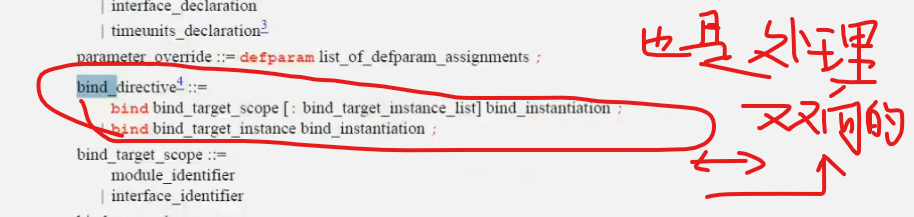 | interface_declaration
| timeunits_declaration3
parameter_override ::= defparam list_of_defparam_assignments ;
bind_directive4 ::=
bind bind_target_scope [ : bind_target_instance_list] bind_instantiation ;
| bind bind_target_instance bind_instantiation ;
bind_target_scope ::=
module_identifier
| interface_identifier
也是处理
双向的